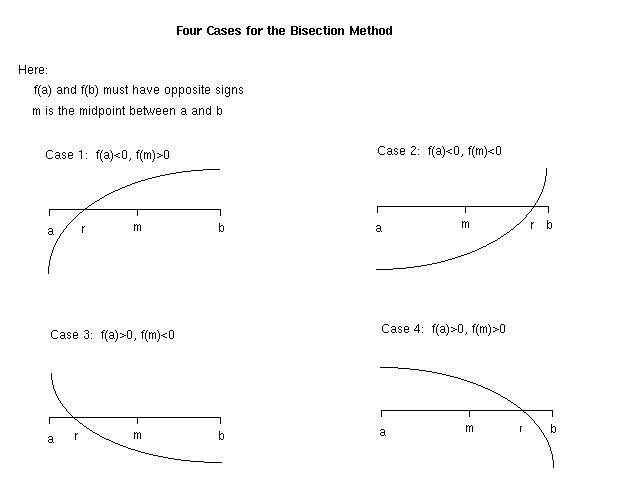 Four Cases for the Bisection Method
Here:
f(a) and f(b) must have opposite signs
m is the midpoint between a and b
Case 1: f(a)<0, f(m)>0
a r m b
Case 2: f(a)<0, f(m)<0
a m r b
Case 3: f(a)>0, f(m)<0
a r m b
Case 4: f(a)>0, f(m)>0
a m r b